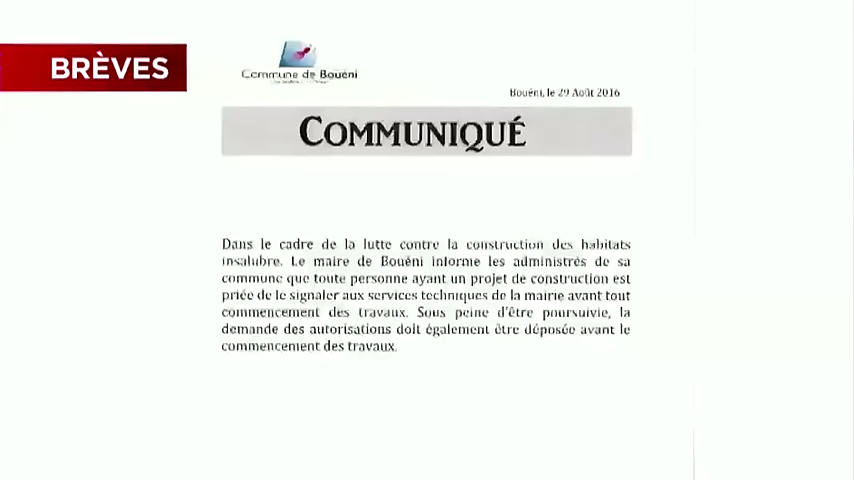 BRÈVES
Commune de Bouéni
Bouéni, le 29 Août 2016
COMMUNIQUÉ
Dans le cadre de la lutte contre la construction des habitats
insalubre. Le maire de Bouéni informe les administrés de sa
commune que toute personne ayant un projet de construction est
priée de le signaler aux services techniques de la mairie avant tout
commencement des travaux. Sous peine d'être poursuivie, la
demande des autorisations doit également être déposée avant le
commencement des travaux.